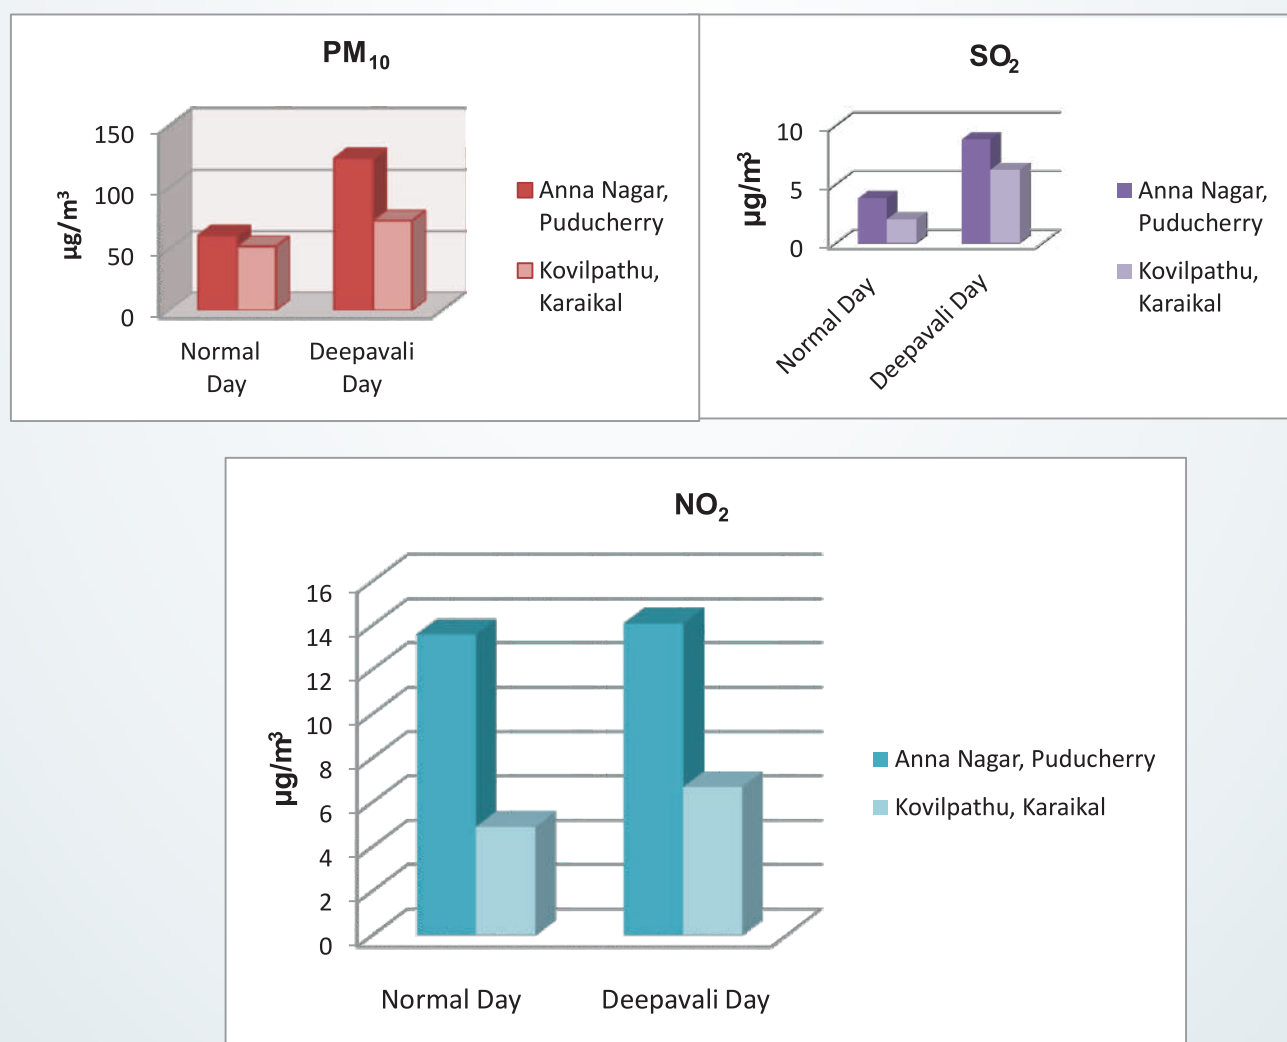 PM10
150
100
50
0
µg/m³
Normal
Day
Deepavali
Day
Anna Nagar,
Puducherry
Kovilpathu,
Karaikal
SO2
10
5
0
µg/m³
Normal Day
Deepavali Day
Anna Nagar,
Puducherry
Kovilpathu,
Karaikal
NO2
16
14
12
10
8
6
4
2
0
µg/m³
Normal Day
Deepavali Day
Anna Nagar, Puducherry
Kovilpathu, Karaikal